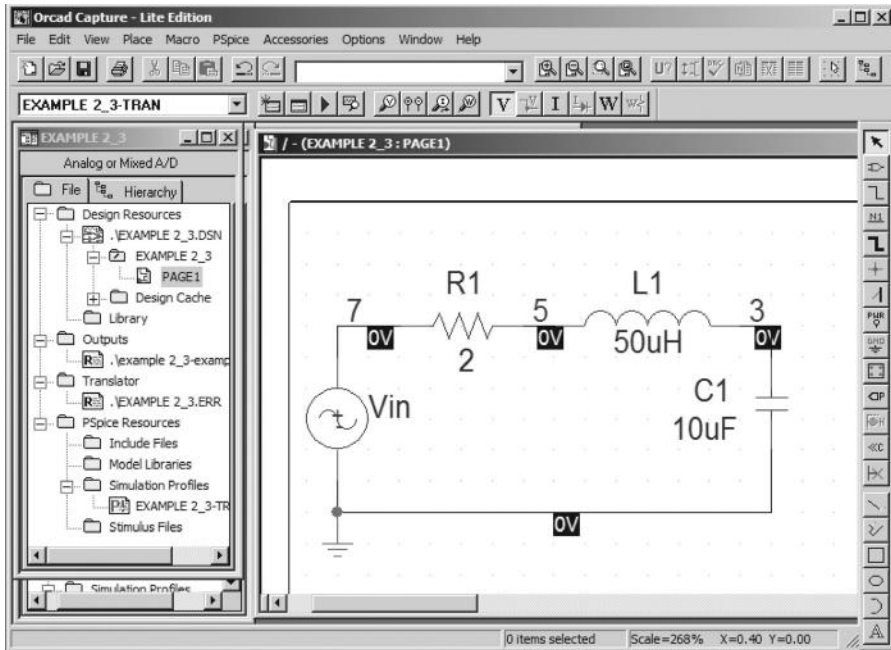 Orcad Capture - Lite Edition
File Edit View Place Macro PSpice Accessories Options Window Help
U?
EXAMPLE 2_3-TRAN
V I W
EXAMPLE 2_3
Analog or Mixed A/D
File Hierarchy
Design Resources
.\EXAMPLE 2_3.DSN
EXAMPLE 2_3
PAGE1
Design Cache
Library
Outputs
.\example 2_3-examp
Translator
.\EXAMPLE 2_3.ERR
PSpice Resources
Include Files
Model Libraries
Simulation Profiles
EXAMPLE 2_3-TR
Stimulus Files
Simulation Profiles
/ - (EXAMPLE 2_3 : PAGE1)
R1 L1
7 5 3
0V 0V 0V
2 50uH
Vin
C1
10uF
0V
N1
PWR
GND
0 items selected Scale=268% X=0.40 Y=0.00